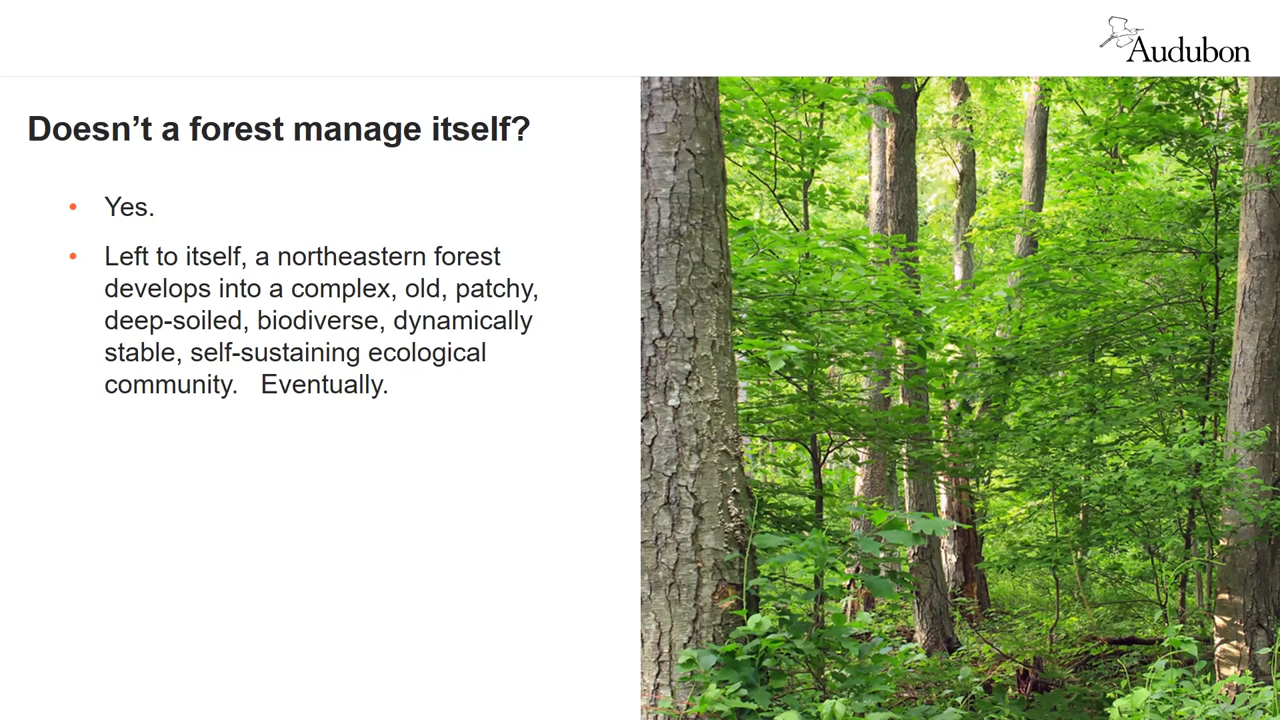 Audubon
Doesn’t a forest manage itself?
• Yes.
• Left to itself, a northeastern forest
develops into a complex, old, patchy,
deep-soiled, biodiverse, dynamically
stable, self-sustaining ecological
community.   Eventually.